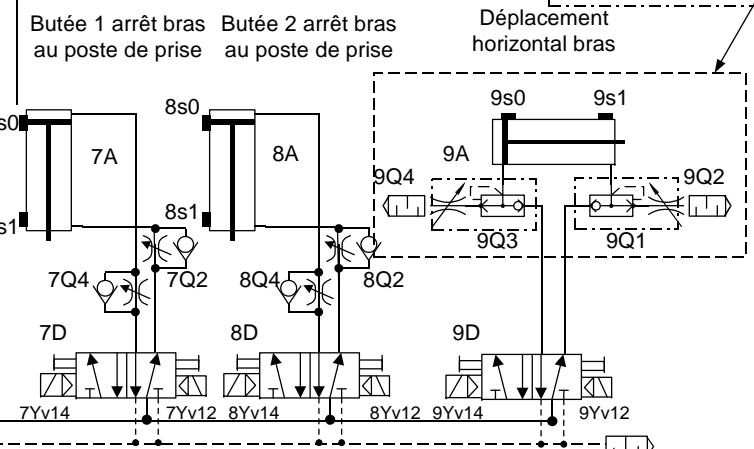 Butée 1 arrêt bras
au poste de prise
Butée 2 arrêt bras
au poste de prise
Déplacement
horizontal bras
s0
7A
s1
8s0
8A
8s1
9s0
9s1
9A
9Q4
9Q2
9Q3
9Q1
7Q4
7Q2
8Q4
8Q2
7D
8D
9D
7Yv14
7Yv12
8Yv14
8Yv12
9Yv14
9Yv12